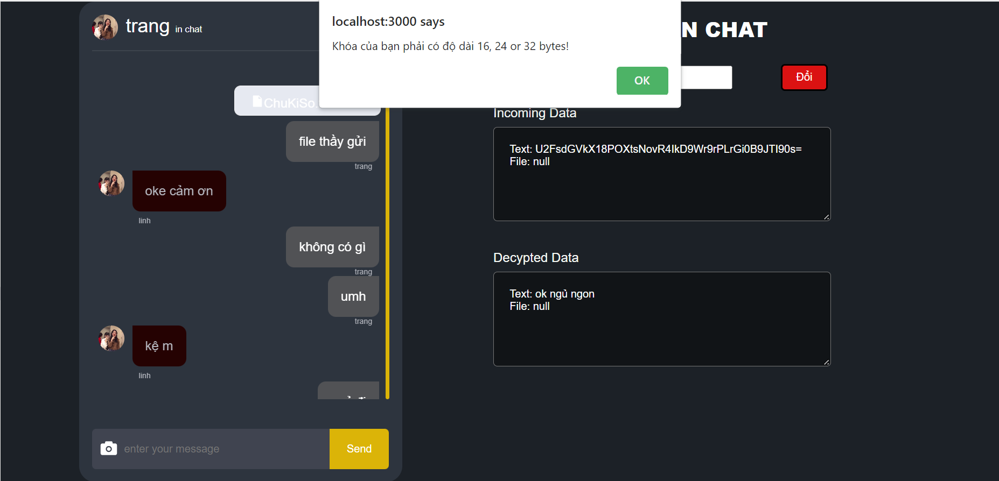 trang in chat
localhost:3000 says
Khóa của bạn phải có độ dài 16, 24 or 32 bytes!
OK
N CHAT
Đổi
ChuKiSo.
file thầy gửi
trang
oke cảm ơn
linh
không có gì
trang
umh
trang
kệ m
linh
enter your message
Send
Incoming Data
Text: U2FsdGVkX18POXtsNovR4IkD9Wr9rPLrGi0B9JTI90s=
File: null
Decypted Data
Text: ok ngủ ngon
File: null